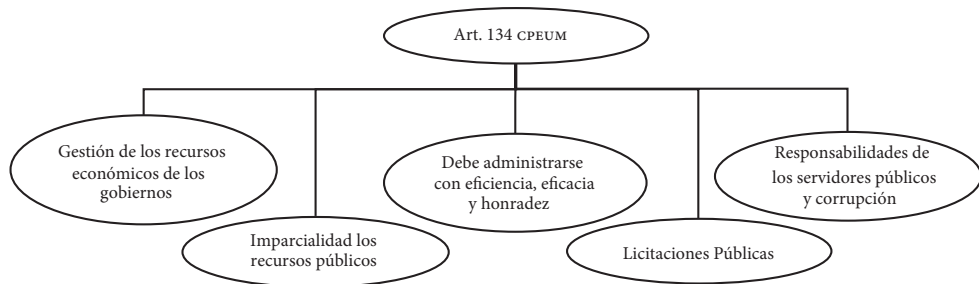 Art. 134 CPEUM
Gestión de los recursos
económicos de los
gobiernos
Imparcialidad los
recursos públicos
Debe administrarse
con eficiencia, eficacia
y honradez
Licitaciones Públicas
Responsabilidades de
los servidores públicos
y corrupción